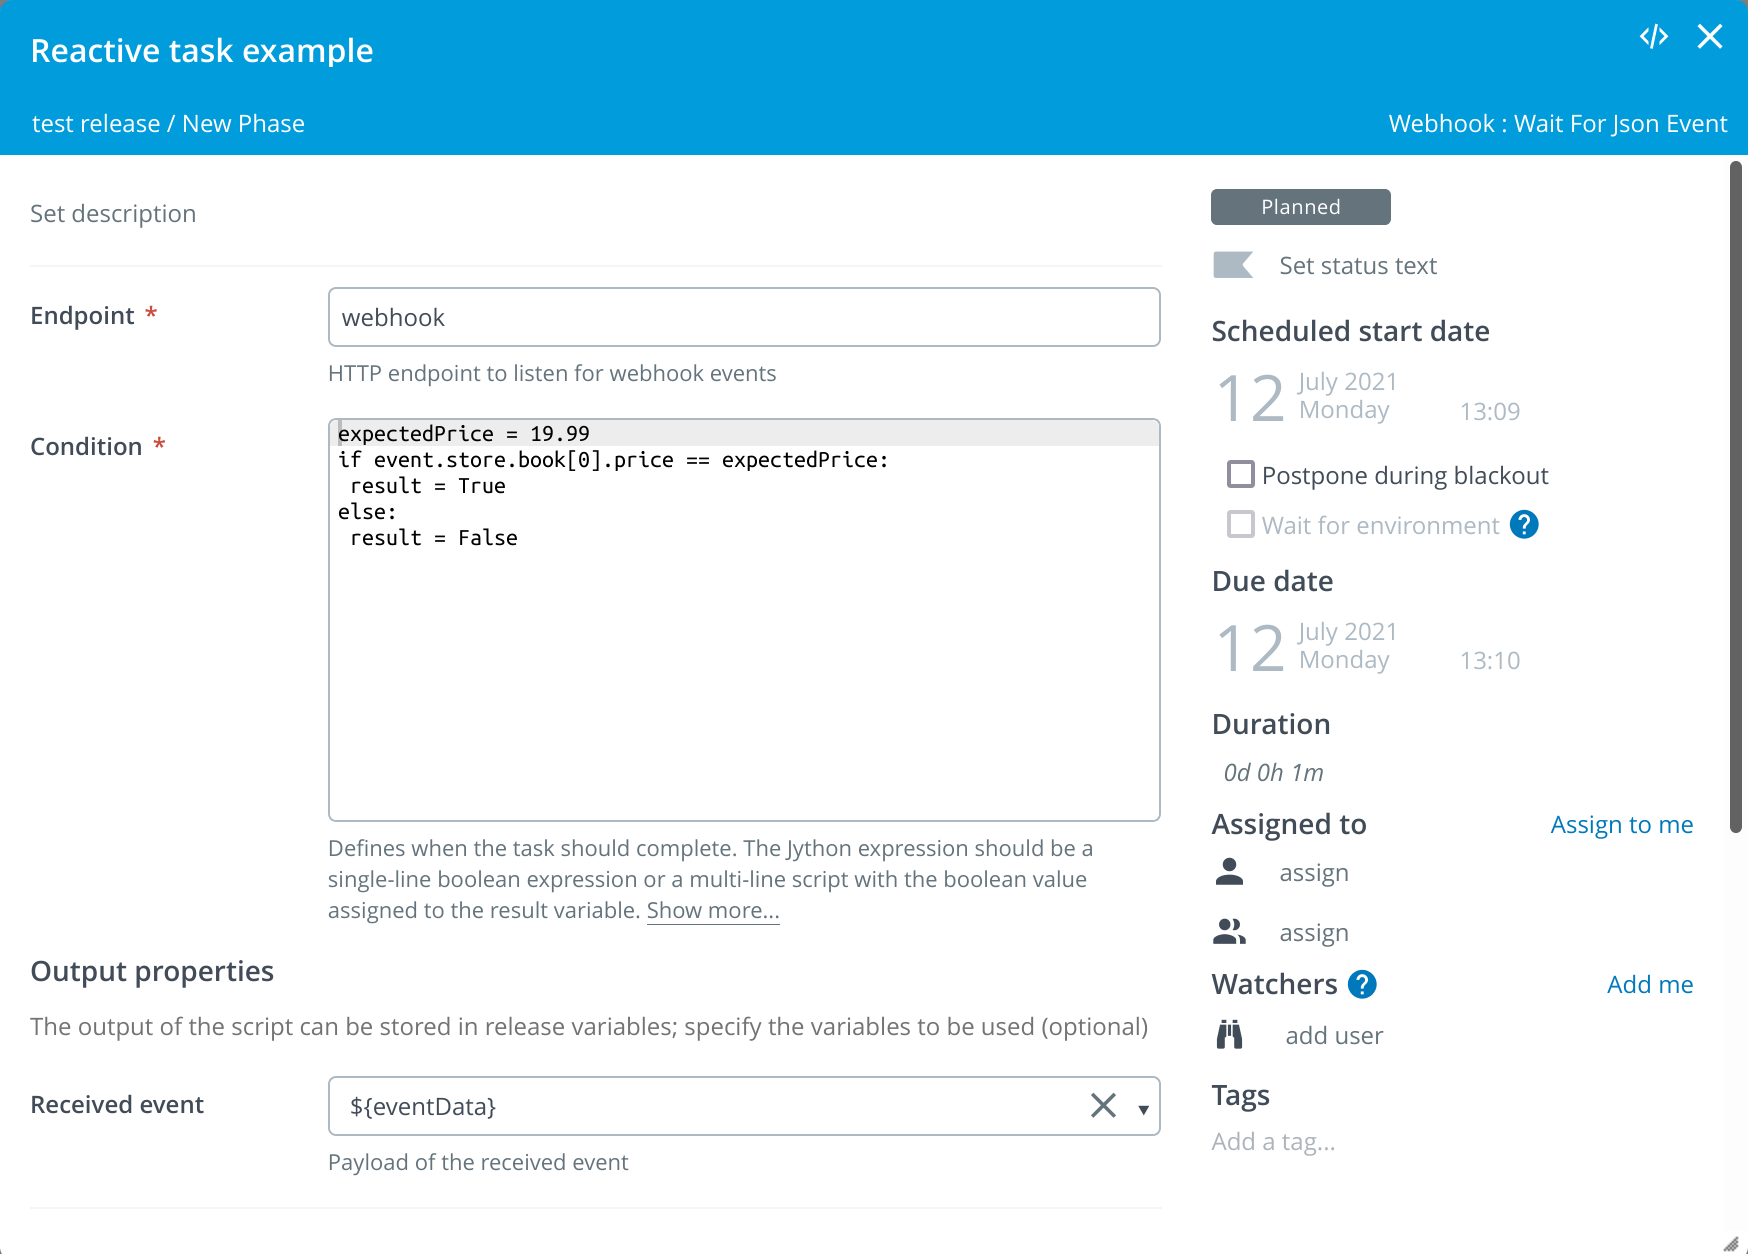 Reactive task example
</>
test release / New Phase
Webhook : Wait For Json Event
Set description
Endpoint *
webhook
HTTP endpoint to listen for webhook events
Condition *
expectedPrice = 19.99
if event.store.book[0].price == expectedPrice:
 result = True
else:
 result = False
Defines when the task should complete. The Jython expression should be a
single-line boolean expression or a multi-line script with the boolean value
assigned to the result variable. Show more...
Output properties
The output of the script can be stored in release variables; specify the variables to be used (optional)
Received event
${eventData}
Payload of the received event
Planned
Set status text
Scheduled start date
12 July 2021
Monday 13:09
Postpone during blackout
Wait for environment ?
Due date
12 July 2021
Monday 13:10
Duration
0d 0h 1m
Assigned to
Assign to me
assign
assign
Watchers ?
Add me
add user
Tags
Add a tag...